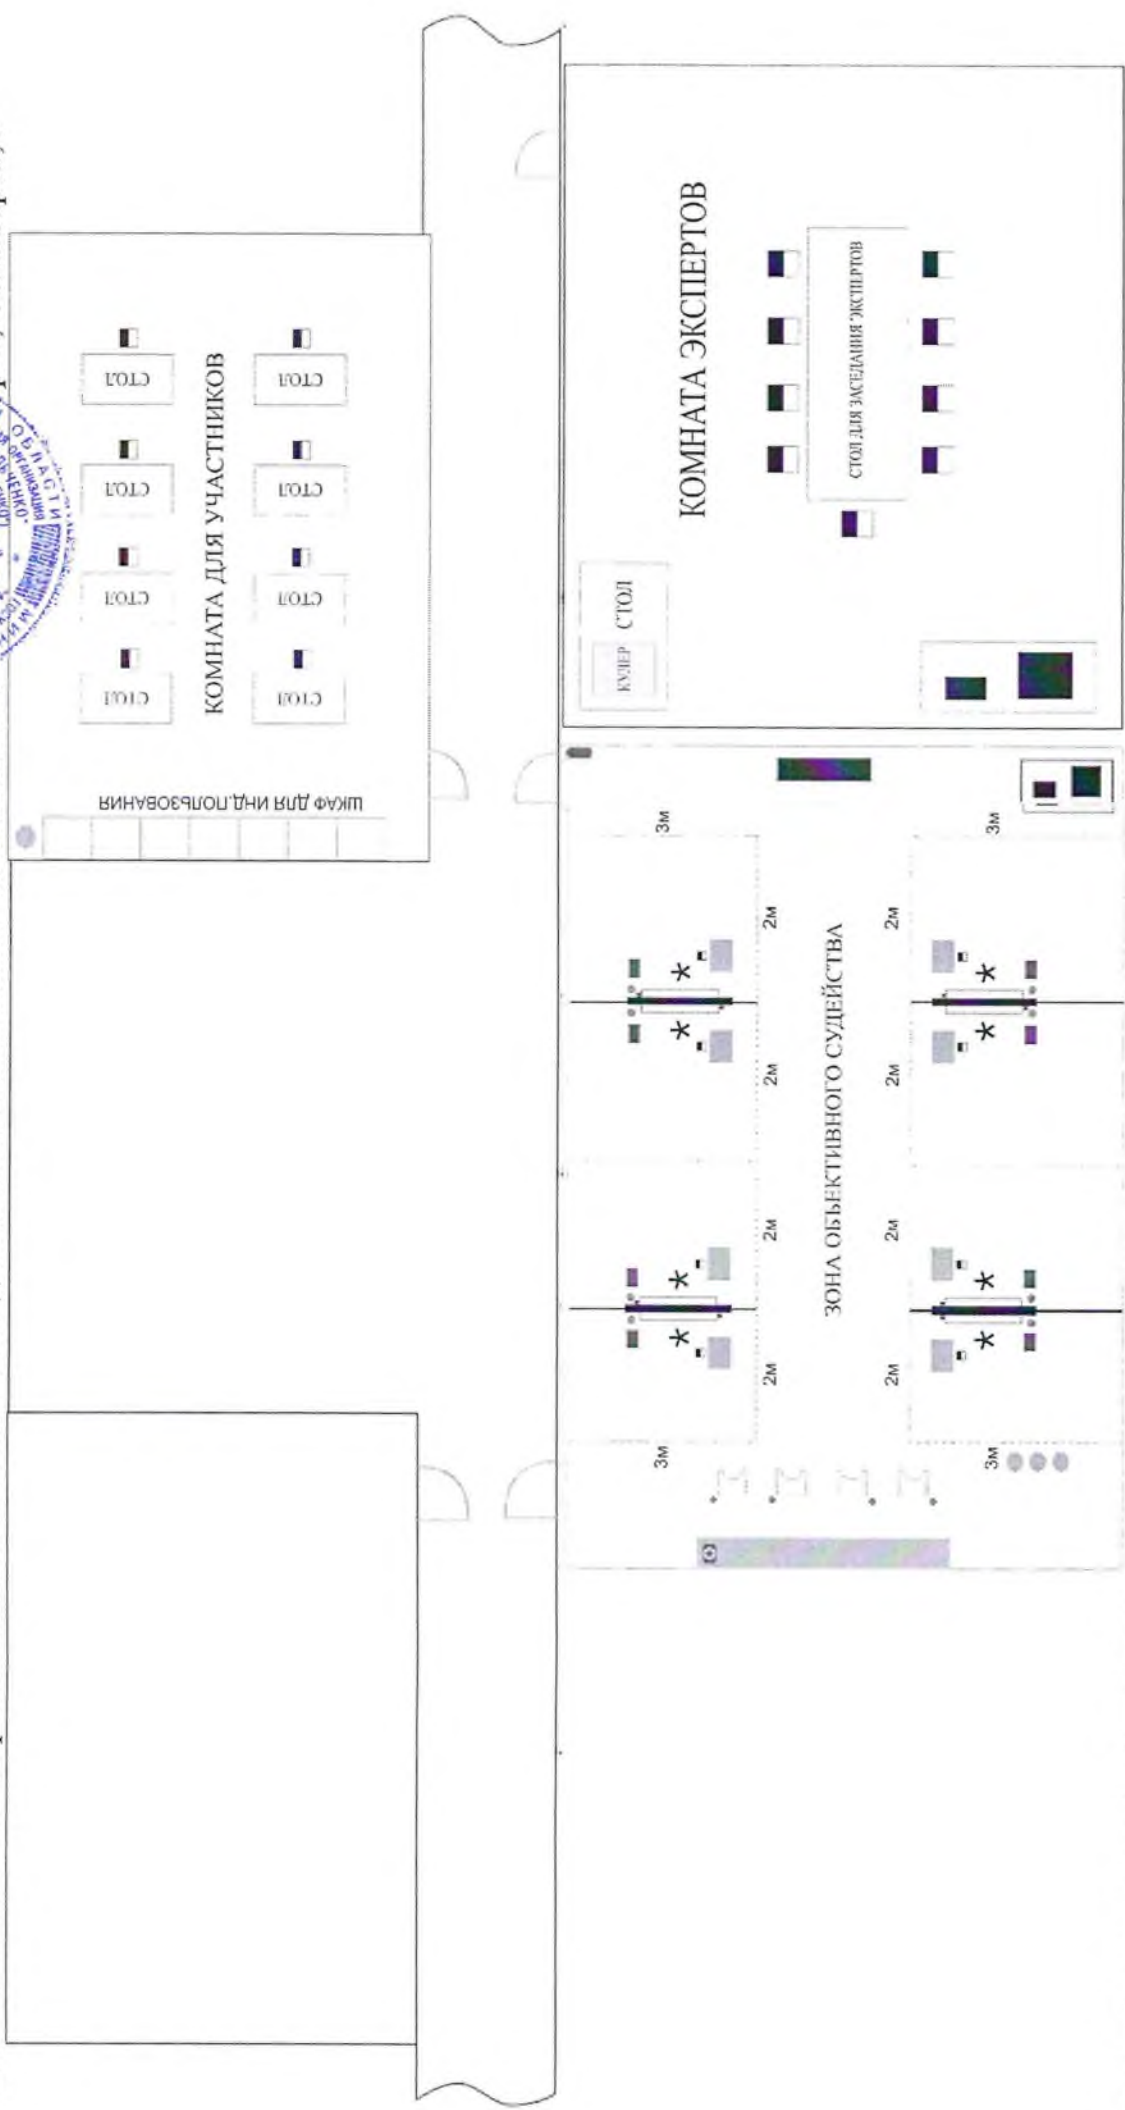 ОБЛАСТИ
СТОЛ
СТОЛ
СТОЛ
СТОЛ
КОМНАТА ДЛЯ УЧАСТНИКОВ
СТОЛ
СТОЛ
СТОЛ
СТОЛ
ШКАФ ДЛЯ ИНД.ПОЛЬЗОВАНИЯ
КОМНАТА ЭКСПЕРТОВ
СТОЛ ДЛЯ ЗАСЕДАНИЯ ЭКСПЕРТОВ
КУЛЕР
СТОЛ
3м
3м
2м
2м
2м
2м
ЗОНА ОБЪЕКТИВНОГО СУДЕЙСТВА
2м
2м
2м
2м
3м
3м